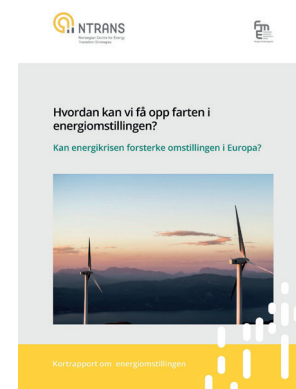 NTRANS
Norwegian Centre for Energy
Transition Strategies
FME
Hvordan kan vi få opp farten i
energiomstillingen?
Kan energikrisen forsterke omstillingen i Europa?
Kortrapport om energiomstillingen